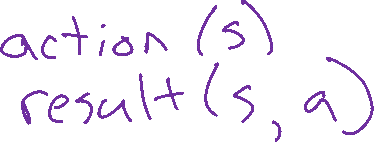 action (s)
result (s, a)